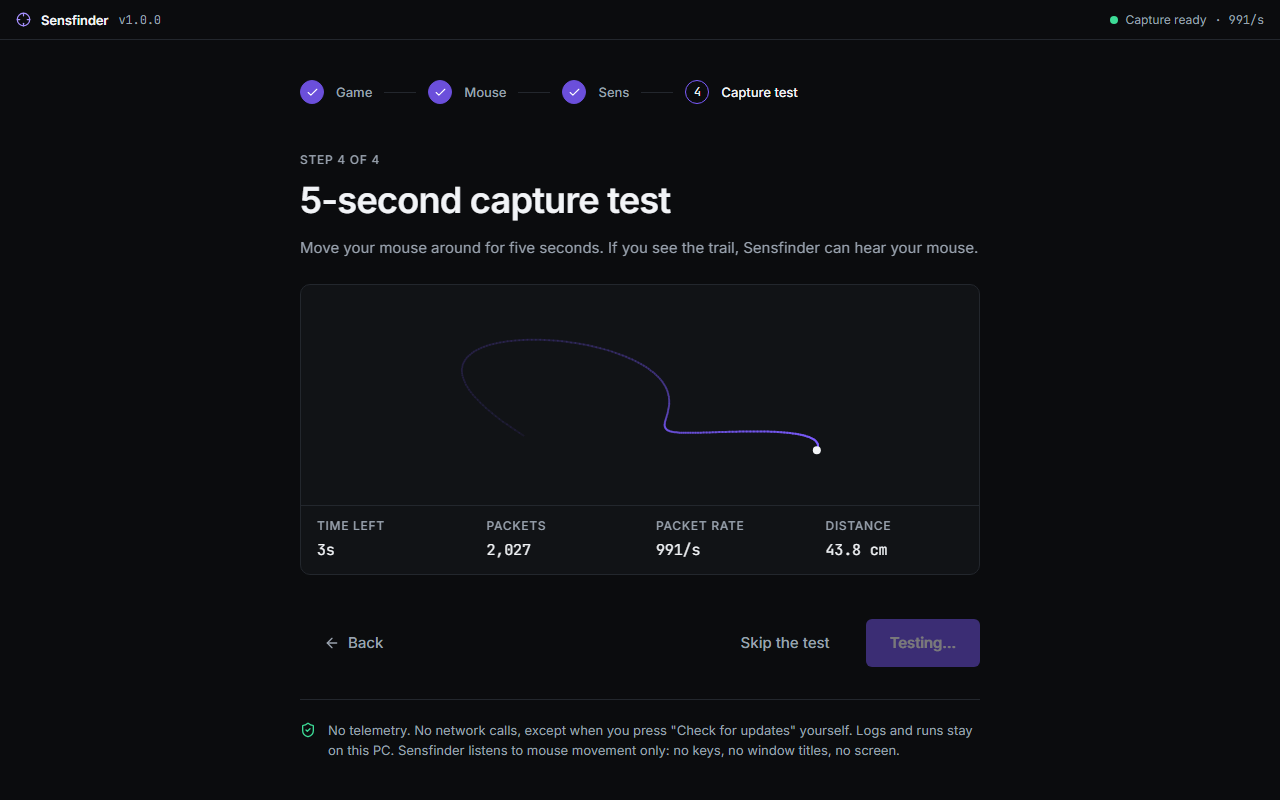 Sensfinder v1.0.0
Capture ready · 991/s
Game
Mouse
Sens
4 Capture test
STEP 4 OF 4
5-second capture test
Move your mouse around for five seconds. If you see the trail, Sensfinder can hear your mouse.
TIME LEFT
3s
PACKETS
2,027
PACKET RATE
991/s
DISTANCE
43.8 cm
← Back
Skip the test
Testing...
No telemetry. No network calls, except when you press "Check for updates" yourself. Logs and runs stay
on this PC. Sensfinder listens to mouse movement only: no keys, no window titles, no screen.